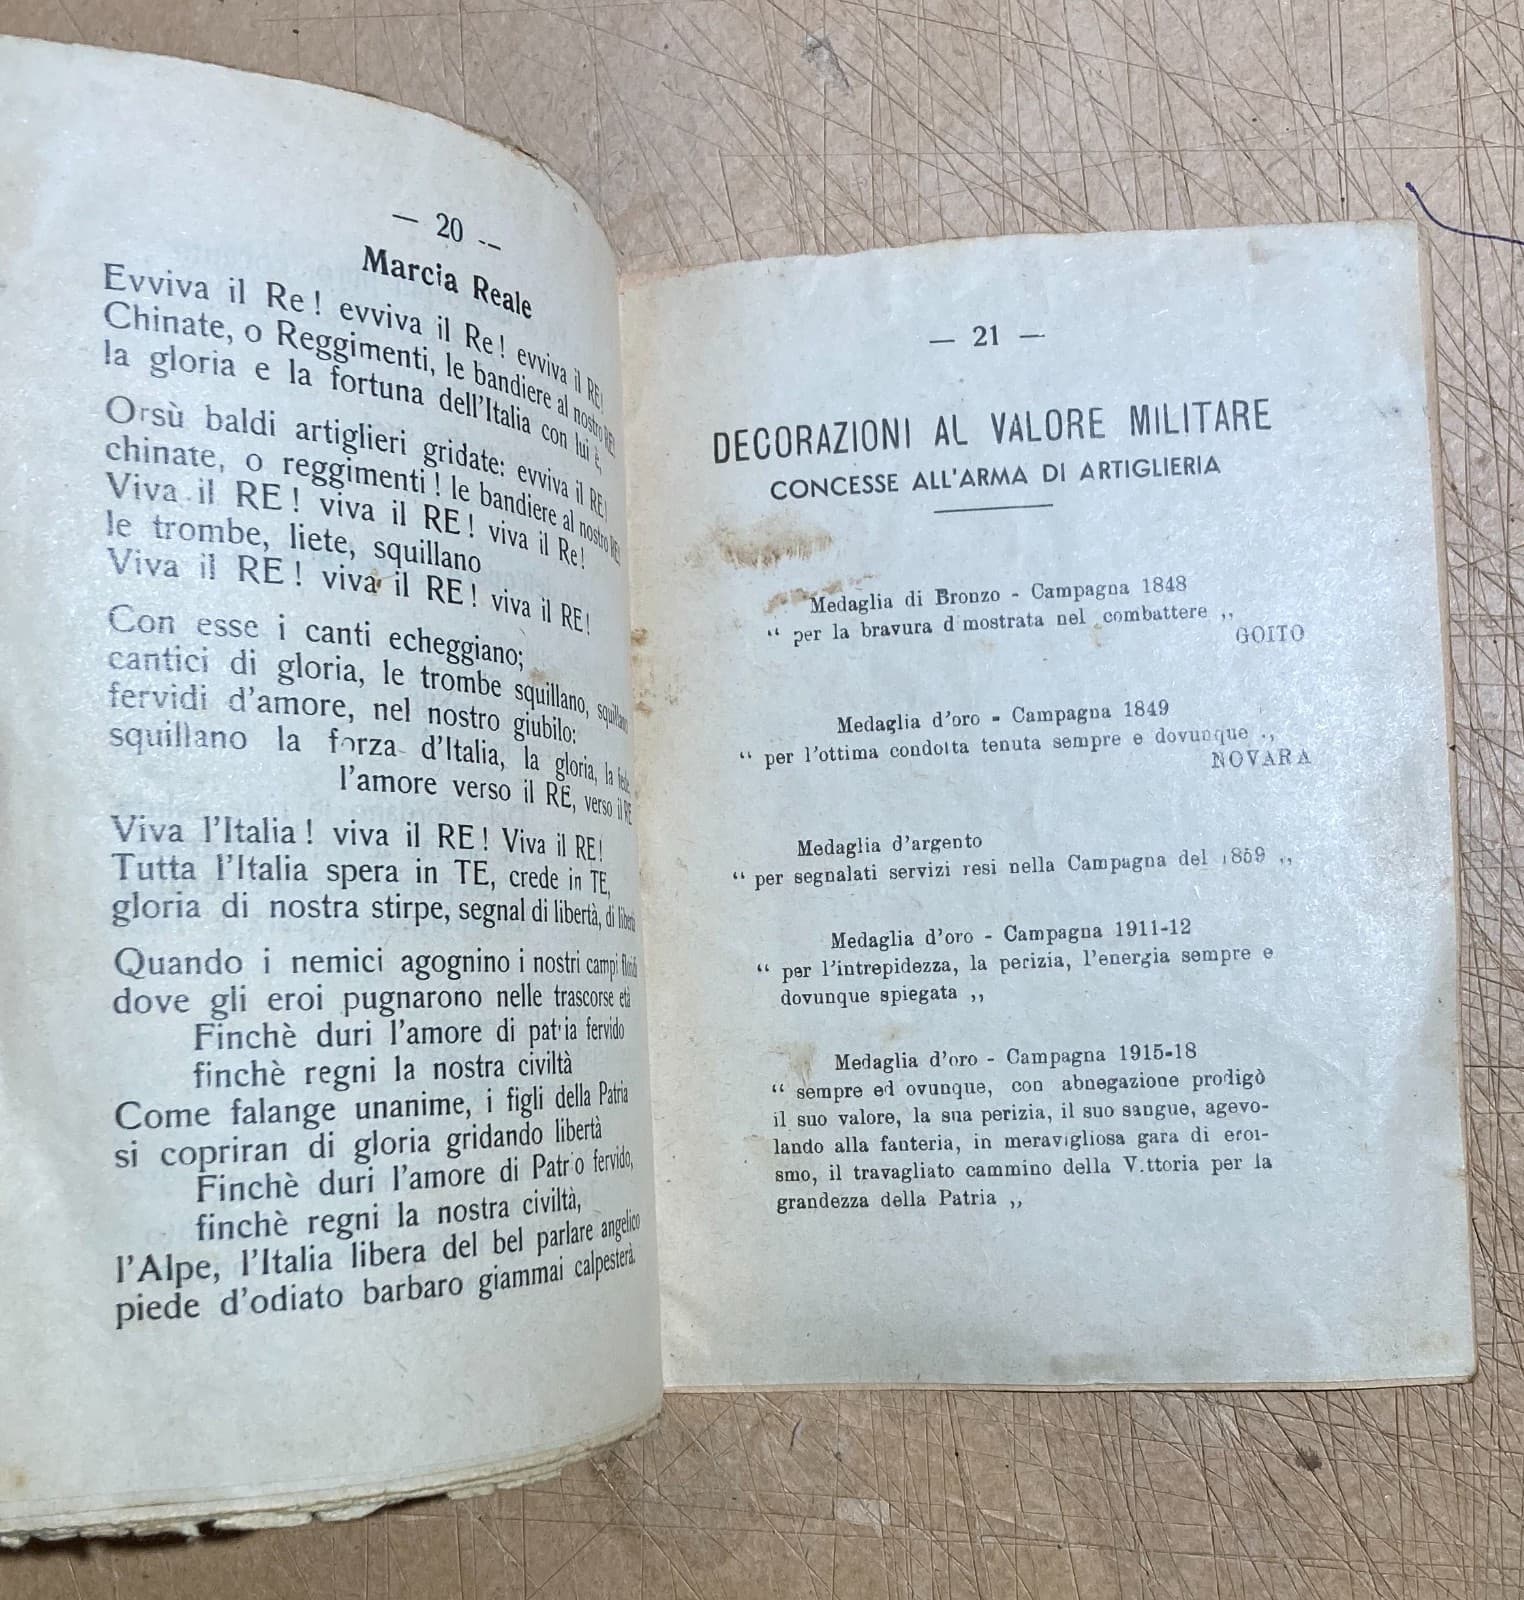 — 20 —
Marcia Reale
Evviva il Re! evviva il Re! evviva il RE!
Chinate, o Reggimenti, le bandiere al nostro RE!
la gloria e la fortuna dell'Italia con lui è,
Orsù baldi artiglieri gridate: evviva il RE!
chinate, o reggimenti! le bandiere al nostro RE!
Viva il RE! viva il RE! viva il Re!
le trombe, liete, squillano
Viva il RE! viva il RE! viva il RE!
Con esse i canti echeggiano;
cantici di gloria, le trombe squillano, squillano
fervidi d'amore, nel nostro giubilo:
squillano la forza d'Italia, la gloria, la fede,
l'amore verso il RE, verso il RE
Viva l'Italia! viva il RE! Viva il RE!
Tutta l'Italia spera in TE, crede in TE,
gloria di nostra stirpe, segnal di libertà, di libertà
Quando i nemici agognino i nostri campi floridi
dove gli eroi pugnarono nelle trascorse età
Finchè duri l'amore di patria fervido
finchè regni la nostra civiltà
Come falange unanime, i figli della Patria
si copriran di gloria gridando libertà
Finchè duri l'amore di Patr o fervido,
finchè regni la nostra civiltà,
l'Alpe, l'Italia libera del bel parlare angelico
piede d'odiato barbaro giammai calpesterà.
— 21 —
DECORAZIONI AL VALORE MILITARE
CONCESSE ALL'ARMA DI ARTIGLIERIA
Medaglia di Bronzo - Campagna 1848
“ per la bravura d mostrata nel combattere „
GOITO
Medaglia d'oro - Campagna 1849
“ per l'ottima condotta tenuta sempre e dovunque „
NOVARA
Medaglia d'argento
“ per segnalati servizi resi nella Campagna del 1859 „
Medaglia d'oro - Campagna 1911-12
“ per l'intrepidezza, la perizia, l'energia sempre e
dovunque spiegata „
Medaglia d'oro - Campagna 1915-18
“ sempre ed ovunque, con abnegazione prodigò
il suo valore, la sua perizia, il suo sangue, agevo-
lando alla fanteria, in meravigliosa gara di eroi-
smo, il travagliato cammino della V.ttoria per la
grandezza della Patria „